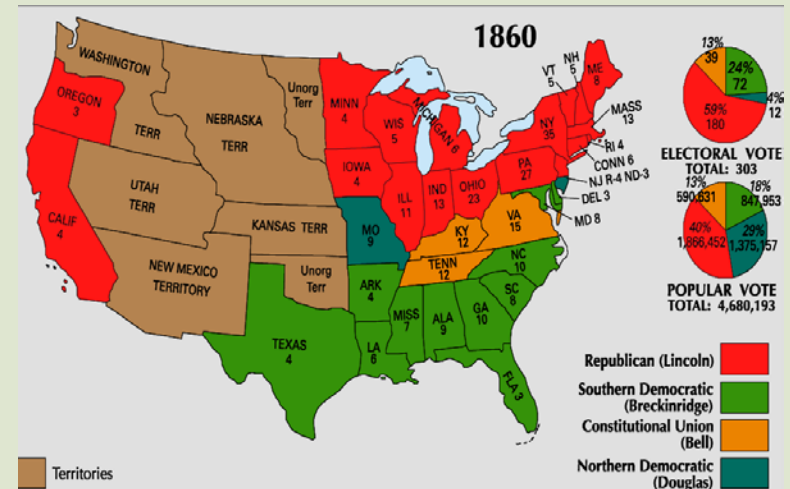 1860
WASHINGTON
TERR
OREGON
3
CALIF
4
UTAH
TERR
NEBRASKA
TERR
Unorg
Terr
KANSAS TERR
NEW MEXICO
TERRITORY
Unorg
Terr
TEXAS
4
MINN
4
IOWA
4
MO
9
ARK
4
LA
6
WIS
5
ILL
11
MICHIGAN 6
IND
13
OHIO
23
KY
12
TENN
12
MISS
7
ALA
9
GA
10
FLA 3
SC
8
NC
10
VA
15
PA
27
NY
35
VT
5
NH
5
ME
8
MASS
13
RI 4
CONN 6
NJ R-4 ND-3
DEL 3
MD 8
13%
39
24%
72
4%
12
59%
180
ELECTORAL VOTE
TOTAL: 303
13%
590,631
18%
847,953
40%
1,866,452
29%
1,375,157
POPULAR VOTE
TOTAL: 4,680,193
Republican (Lincoln)
Southern Democratic
(Breckinridge)
Constitutional Union
(Bell)
Northern Democratic
(Douglas)
Territories